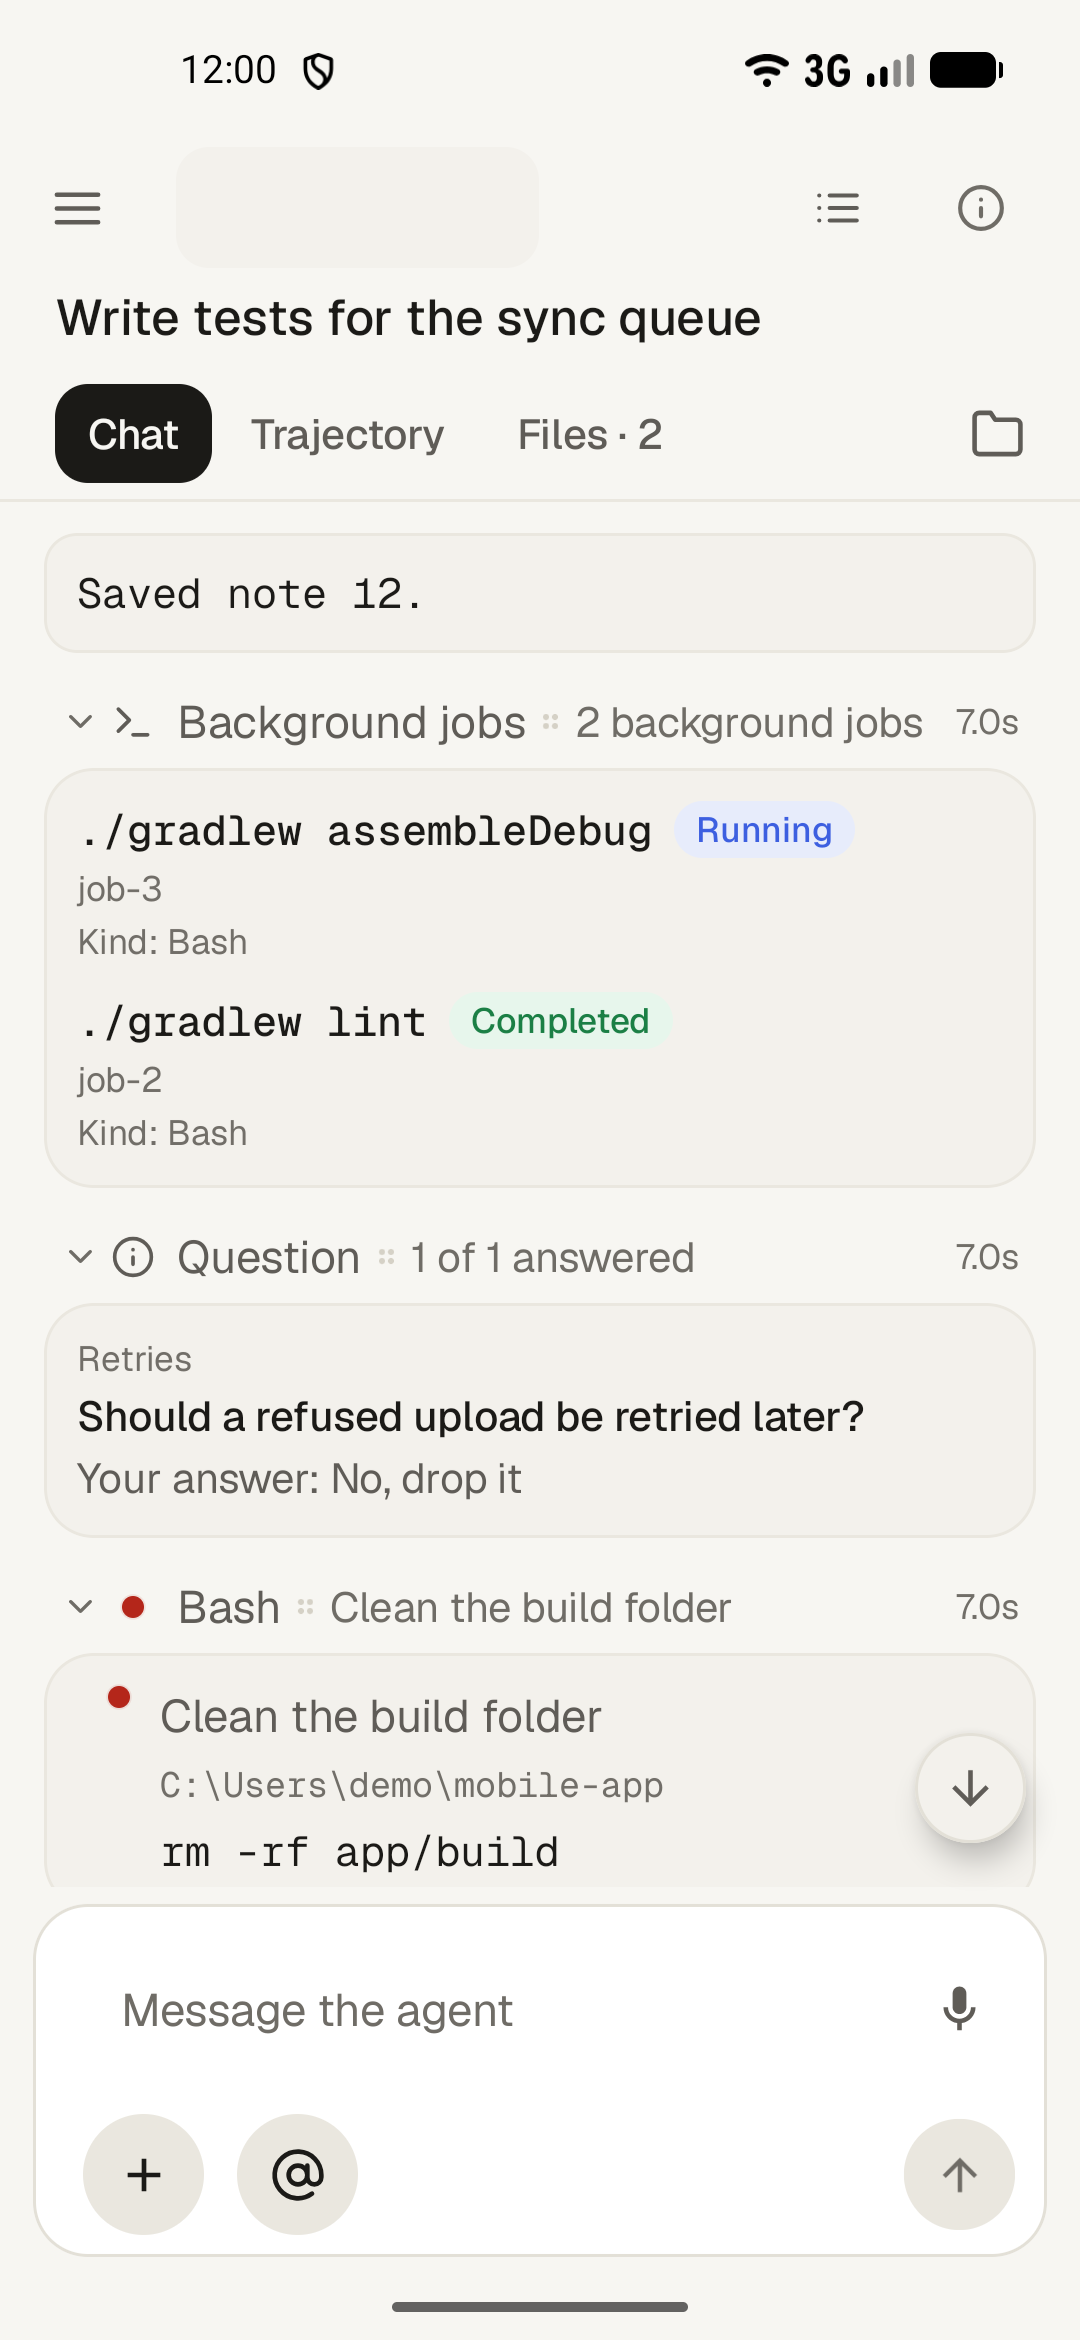 12:00
3G
Write tests for the sync queue
Chat
Trajectory
Files · 2
Saved note 12.
Background jobs 2 background jobs 7.0s
./gradlew assembleDebug Running
job-3
Kind: Bash
./gradlew lint Completed
job-2
Kind: Bash
Question 1 of 1 answered 7.0s
Retries
Should a refused upload be retried later?
Your answer: No, drop it
Bash Clean the build folder 7.0s
Clean the build folder
C:\Users\demo\mobile-app
rm -rf app/build
Message the agent